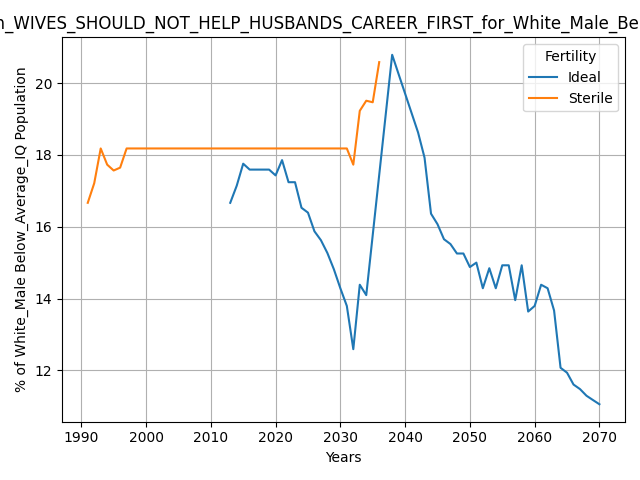 n_WIVES_SHOULD_NOT_HELP_HUSBANDS_CAREER_FIRST_for_White_Male_Be
Fertility
Ideal
Sterile
% of White_Male Below_Average_IQ Population
20
18
16
14
12
1990 2000 2010 2020 2030 2040 2050 2060 2070
Years